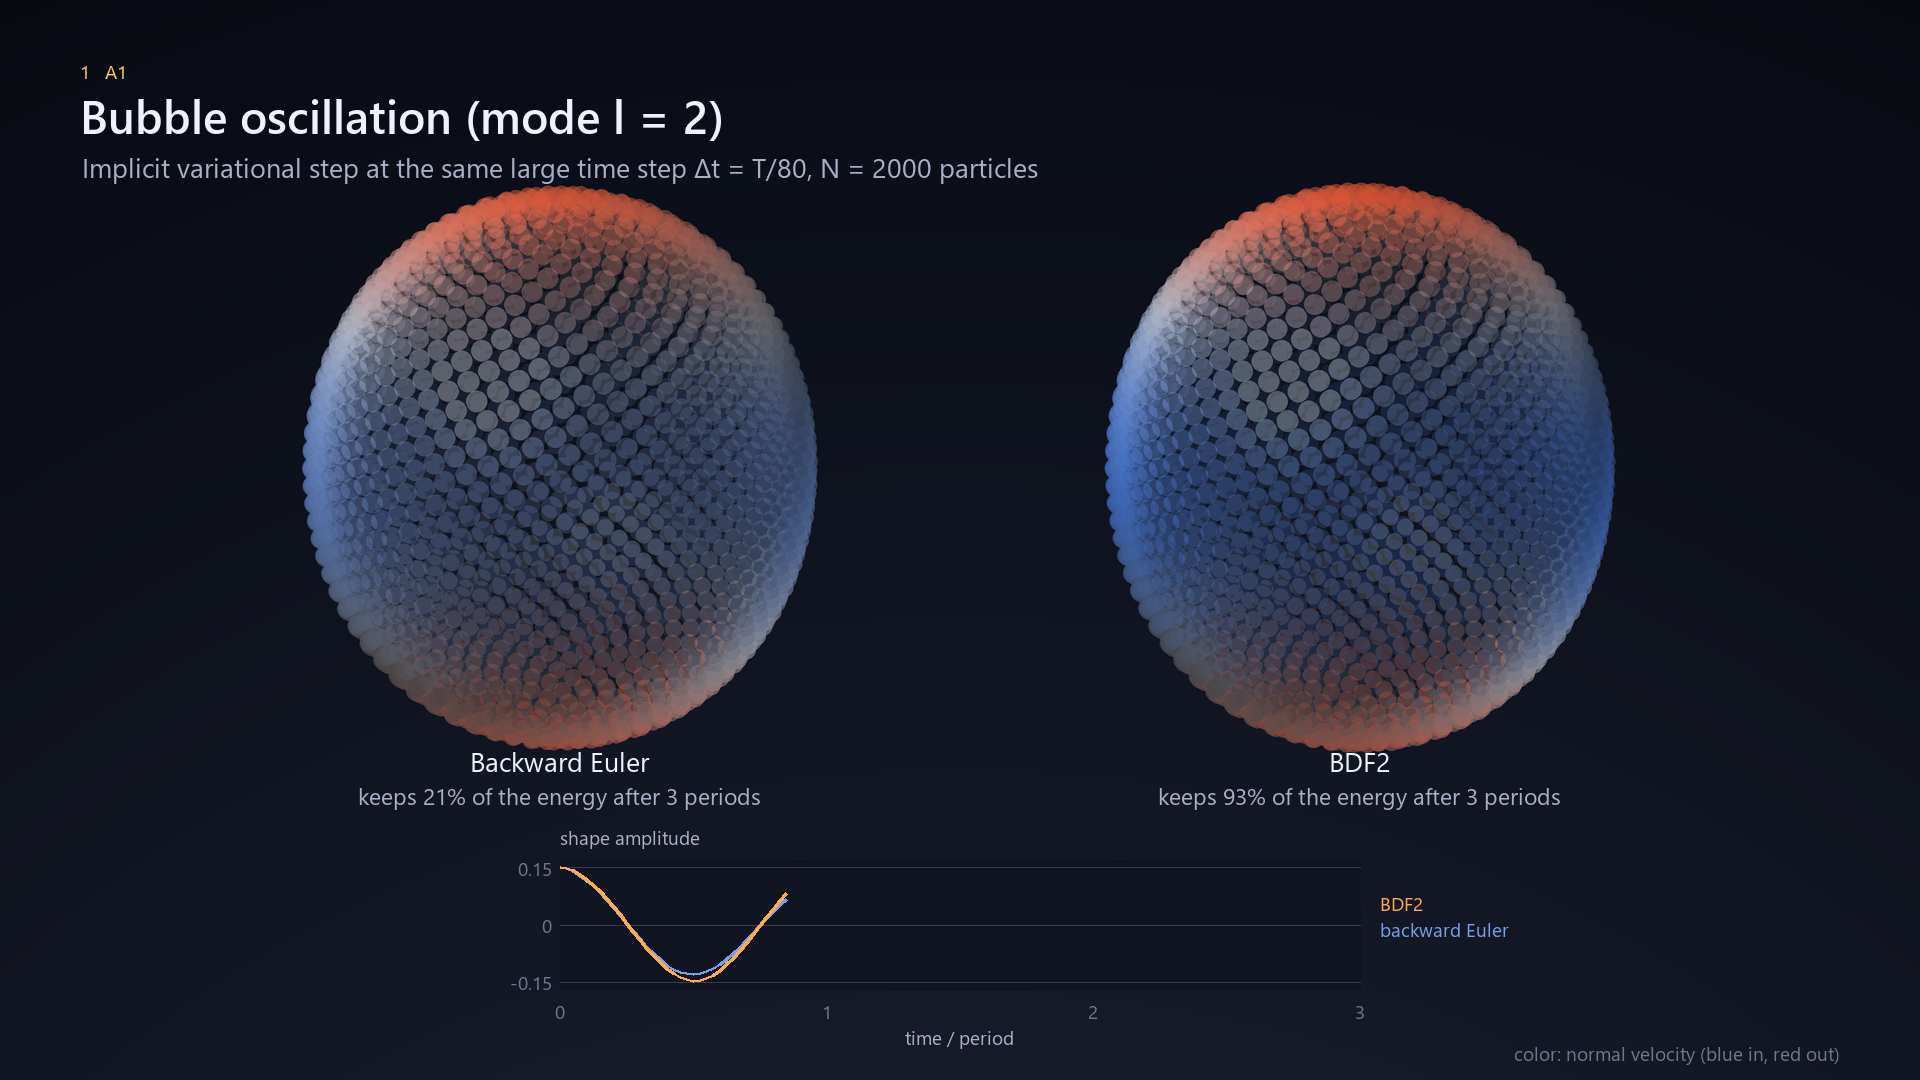 1 A1
Bubble oscillation (mode l = 2)
Implicit variational step at the same large time step Δt = T/80, N = 2000 particles
Backward Euler
keeps 21% of the energy after 3 periods
BDF2
keeps 93% of the energy after 3 periods
shape amplitude
0.15
0
-0.15
0
1
2
3
time / period
BDF2
backward Euler
color: normal velocity (blue in, red out)